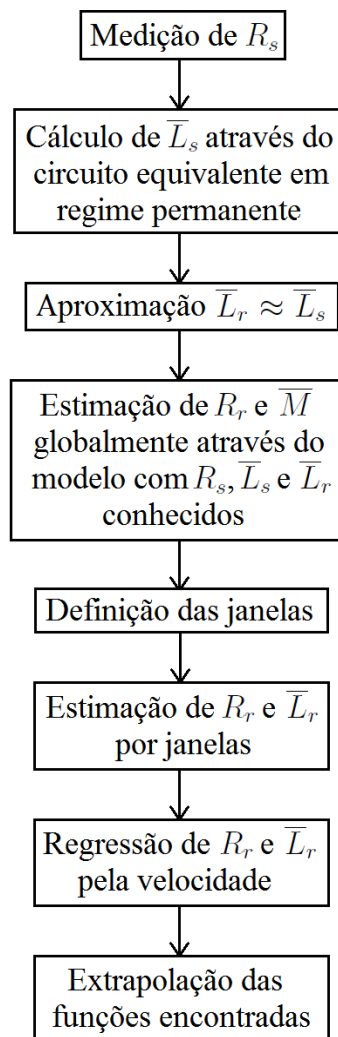 Medição de R_s
Cálculo de L̅_s através do
circuito equivalente em
regime permanente
Aproximação L̅_r ≈ L̅_s
Estimação de R_r e M̅
globalmente através do
modelo com R_s, L̅_s e L̅_r
conhecidos
Definição das janelas
Estimação de R_r e L̅_r
por janelas
Regressão de R_r e L̅_r
pela velocidade
Extrapolação das
funções encontradas